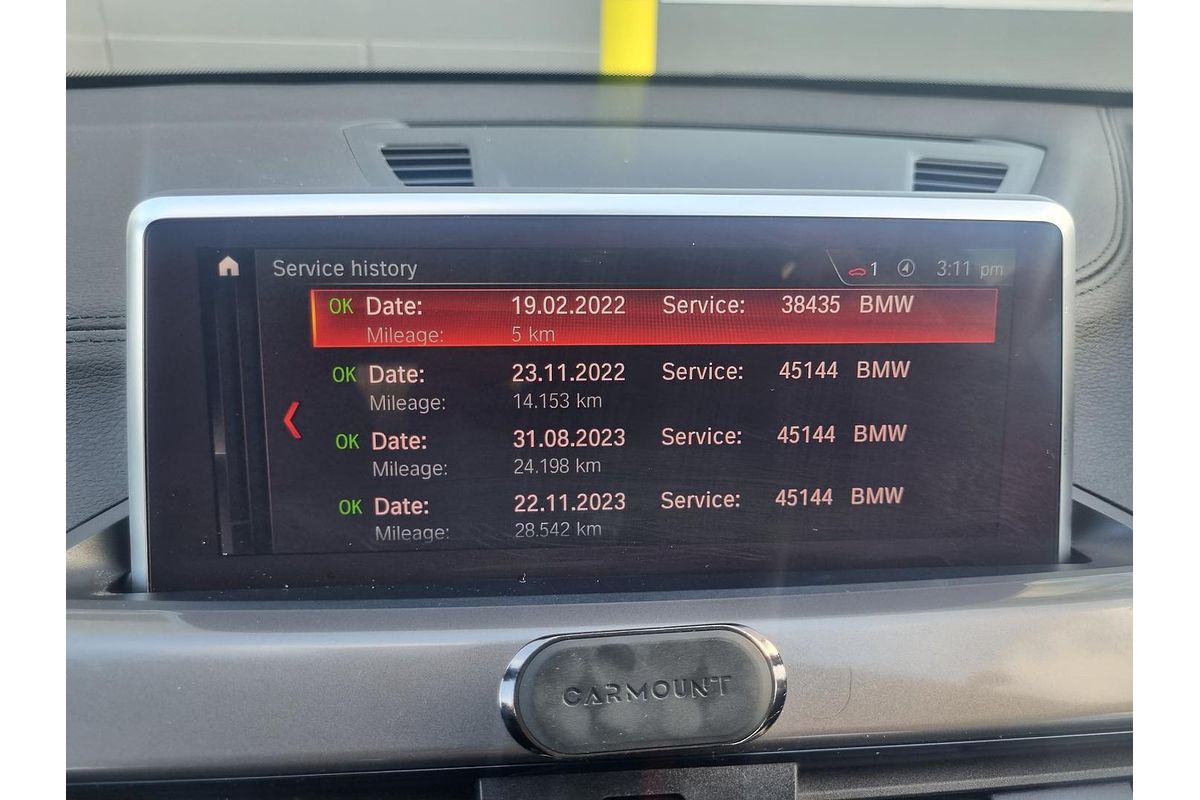 Service history 1 3:11 pm
OK Date: 19.02.2022 Service: 38435 BMW
Mileage: 5 km
OK Date: 23.11.2022 Service: 45144 BMW
Mileage: 14.153 km
OK Date: 31.08.2023 Service: 45144 BMW
Mileage: 24.198 km
OK Date: 22.11.2023 Service: 45144 BMW
Mileage: 28.542 km
CARMOUNT